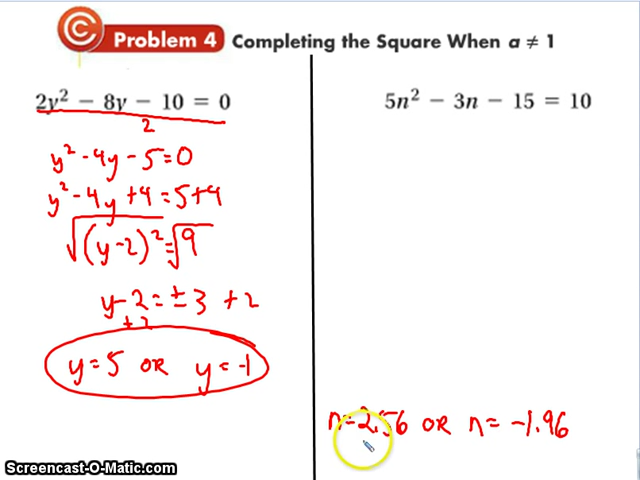 C Problem 4 Completing the Square When a ≠ 1
2y² − 8y − 10 = 0
2
y² - 4y - 5 = 0
y² - 4y + 4 = 5 + 4
√(y-2)² = √9
y - 2 = ± 3 + 2
+2
y = 5 OR y = -1
5n² − 3n − 15 = 10
n = 2.56 OR n = -1.96
Screencast-O-Matic.com